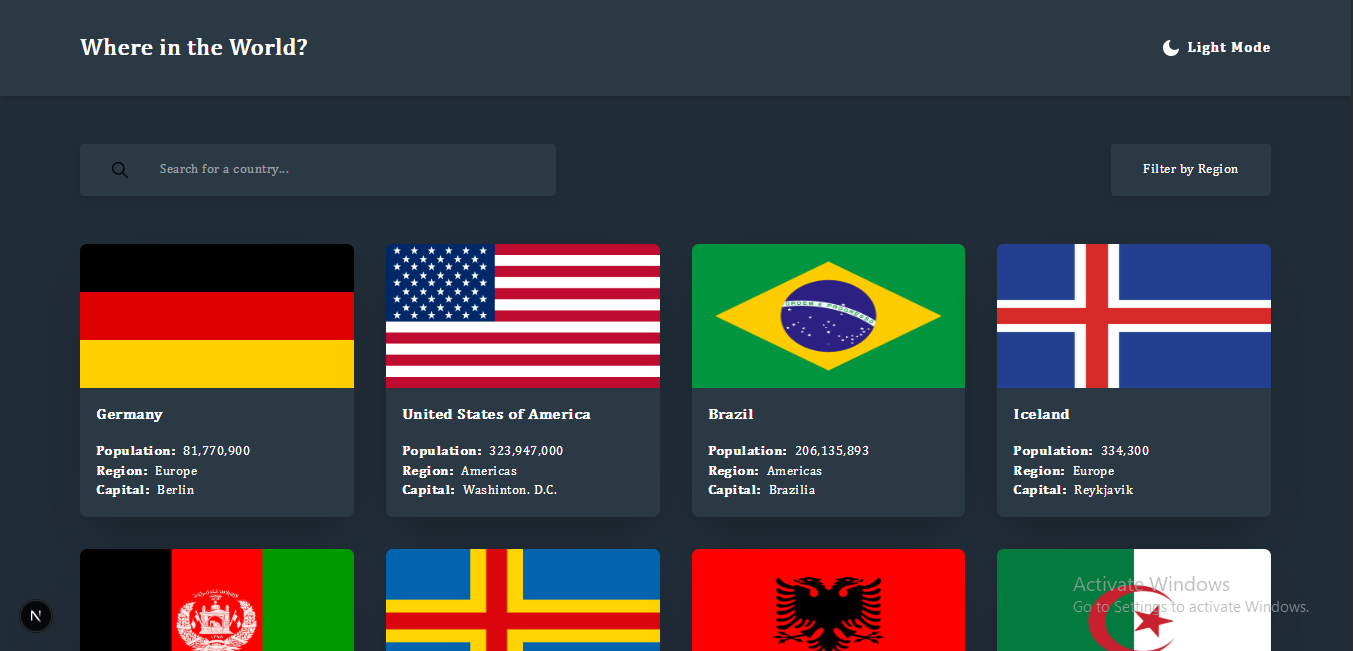 Where in the World?
Light Mode
Search for a country...
Filter by Region
ORDEM E PROGRESSO
Germany
Population: 81,770,900
Region: Europe
Capital: Berlin
United States of America
Population: 323,947,000
Region: Americas
Capital: Washinton. D.C.
Brazil
Population: 206,135,893
Region: Americas
Capital: Brazilia
Iceland
Population: 334,300
Region: Europe
Capital: Reykjavik
N
Activate Windows
Go to Settings to activate Windows.